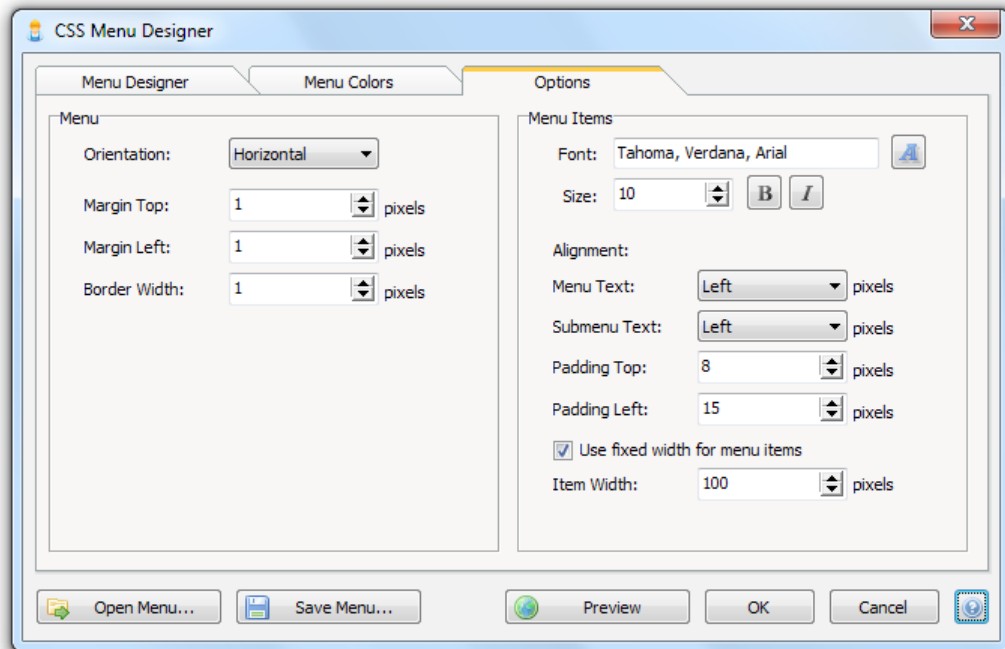 CSS Menu Designer
Menu Designer
Menu Colors
Options
Menu
Orientation: Horizontal
Margin Top: 1 pixels
Margin Left: 1 pixels
Border Width: 1 pixels
Menu Items
Font: Tahoma, Verdana, Arial A
Size: 10 B I
Alignment:
Menu Text: Left pixels
Submenu Text: Left pixels
Padding Top: 8 pixels
Padding Left: 15 pixels
Use fixed width for menu items
Item Width: 100 pixels
Open Menu... Save Menu... Preview OK Cancel ?